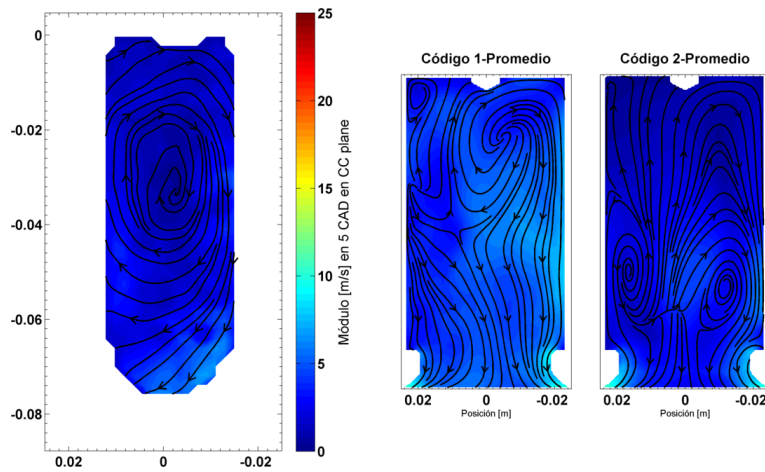 0
-0.02
-0.04
-0.06
-0.08
0.02 0 -0.02
25
20
15
10
5
0
Módulo [m/s] en 5 CAD en CC plane
Código 1-Promedio
0.02 0 -0.02
Posición [m]
Código 2-Promedio
0.02 0 -0.02
Posición [m]